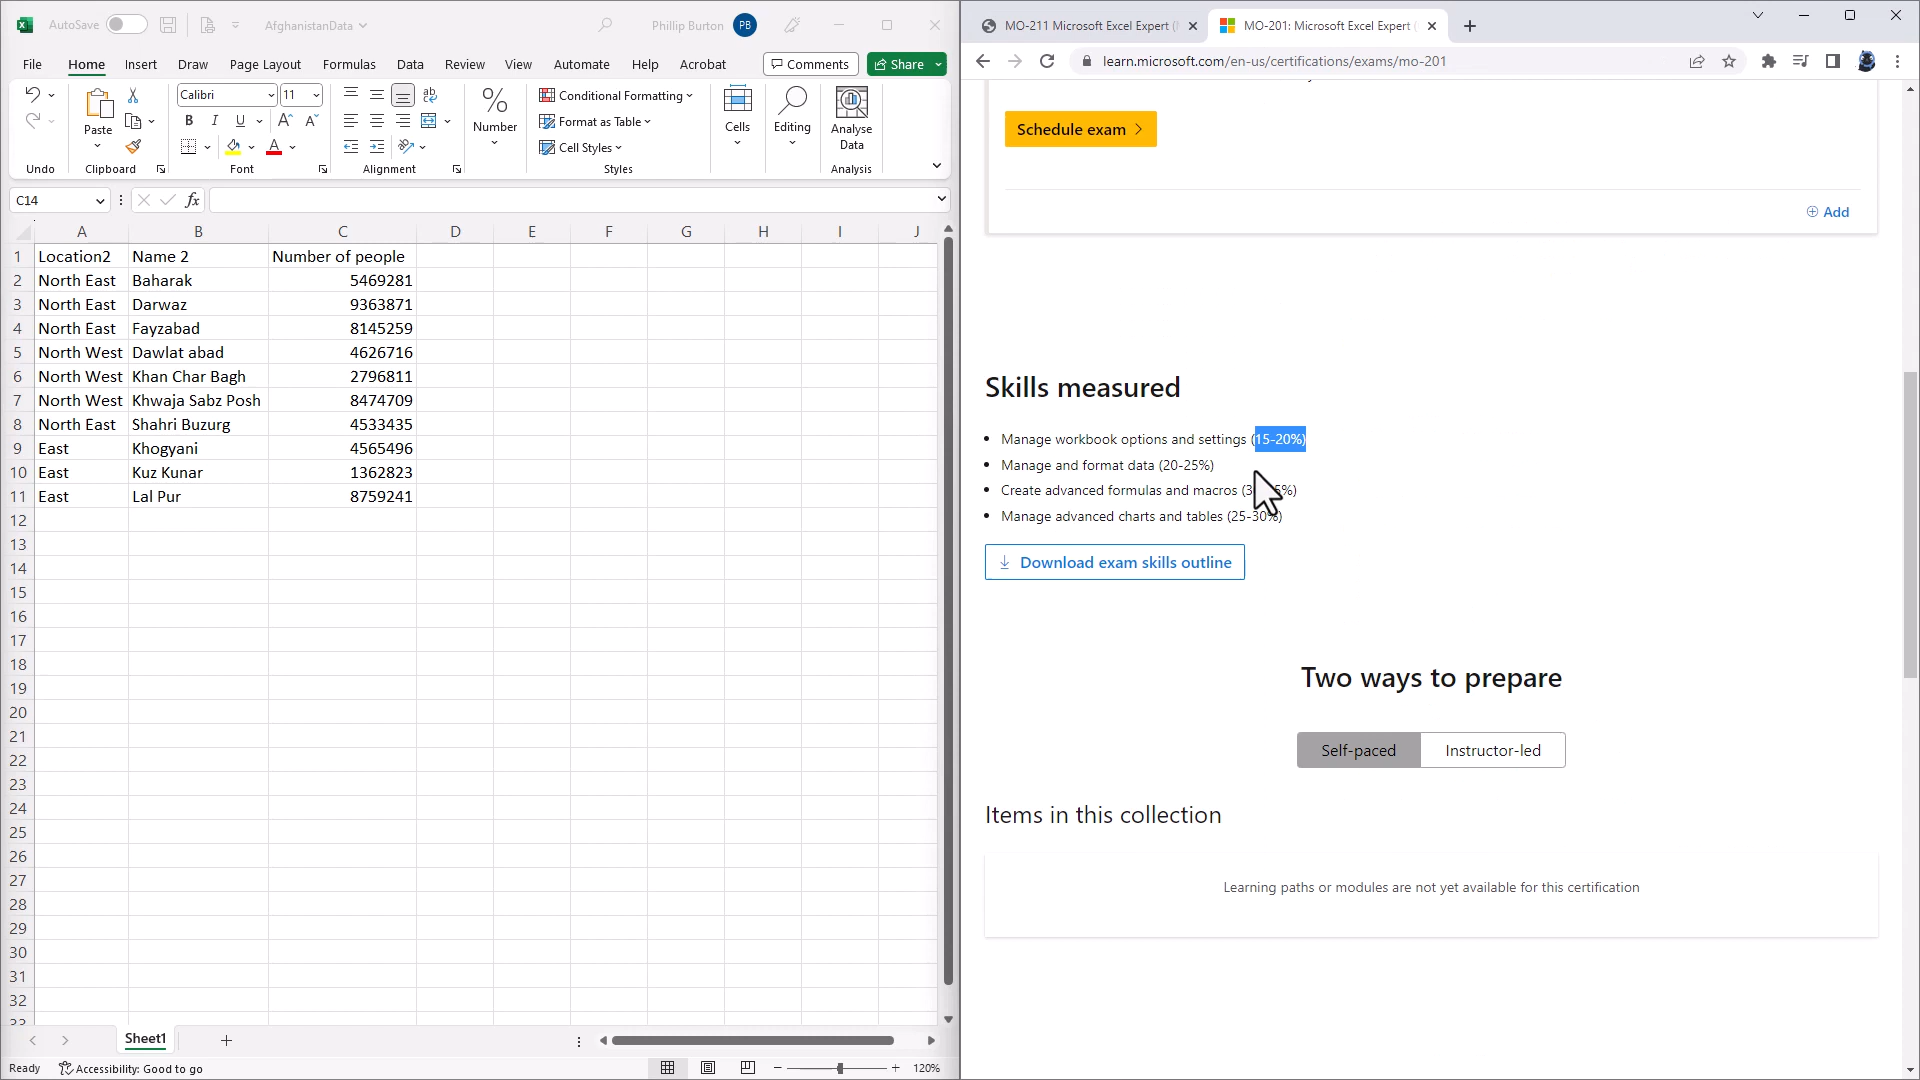 AutoSave
AfghanistanData
Phillip Burton
PB
File Home Insert Draw Page Layout Formulas Data Review View Automate Help Acrobat Comments Share
Calibri 11
ab
Paste
B I U A A
Number
Conditional Formatting
Format as Table
Cell Styles
Cells
Editing
Analyse Data
Undo Clipboard Font Alignment Styles Analysis
C14
fx
A B C D E F G H I J
1 Location2 Name 2 Number of people
2 North East Baharak 5469281
3 North East Darwaz 9363871
4 North East Fayzabad 8145259
5 North West Dawlat abad 4626716
6 North West Khan Char Bagh 2796811
7 North West Khwaja Sabz Posh 8474709
8 North East Shahri Buzurg 4533435
9 East Khogyani 4565496
10 East Kuz Kunar 1362823
11 East Lal Pur 8759241
12
13
14
15
16
17
18
19
20
21
22
23
24
25
26
27
28
29
30
31
32
33
Sheet1
Ready
Accessibility: Good to go
120%
MO-211 Microsoft Excel Expert
MO-201: Microsoft Excel Expert
learn.microsoft.com/en-us/certifications/exams/mo-201
Schedule exam
Add
Skills measured
• Manage workbook options and settings (15-20%)
• Manage and format data (20-25%)
• Create advanced formulas and macros
• Manage advanced charts and tables (25-30%)
Download exam skills outline
Two ways to prepare
Self-paced
Instructor-led
Items in this collection
Learning paths or modules are not yet available for this certification